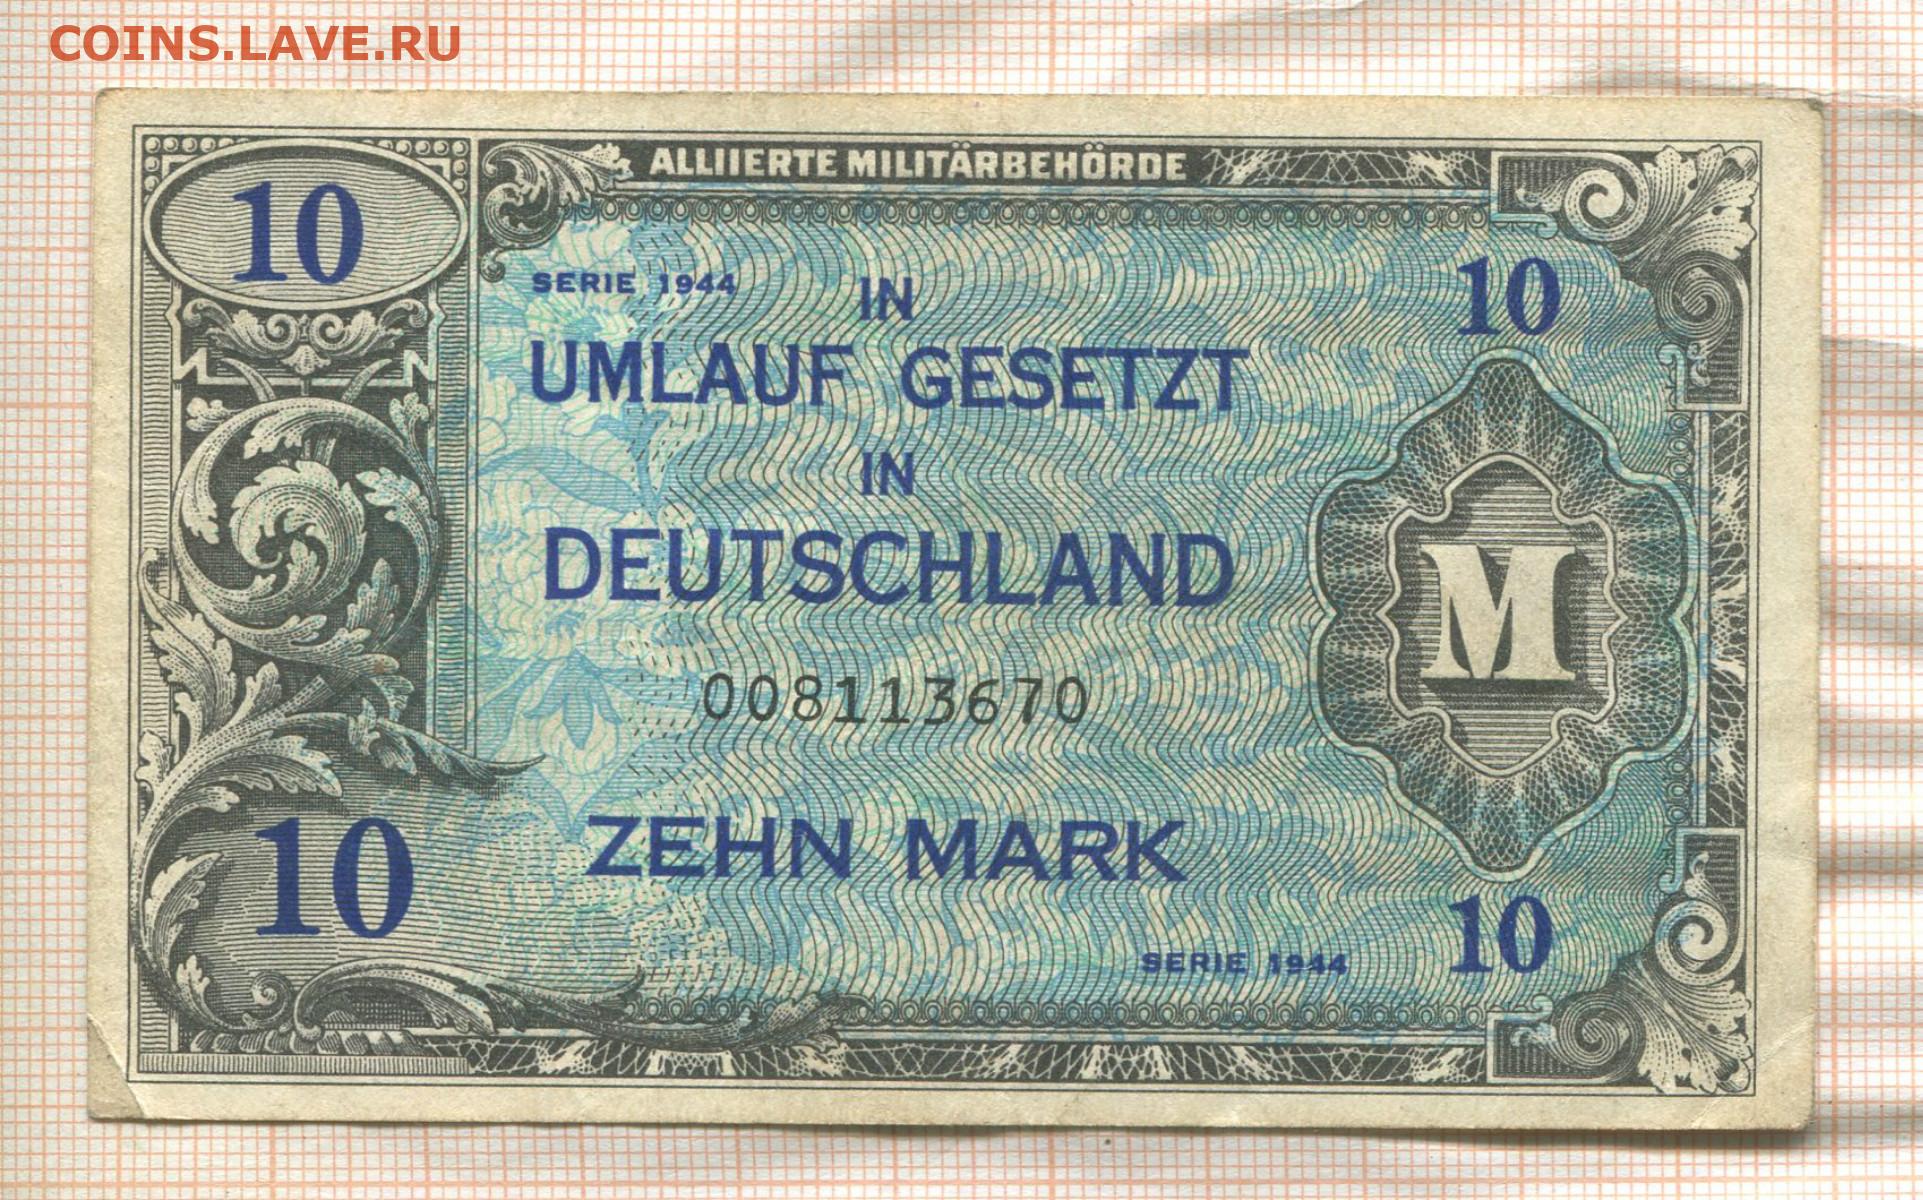 COINS.LAVE.RU
ALLIIERTE MILITÄRBEHÖRDE
10
SERIE 1944
IN
10
UMLAUF GESETZT
IN
DEUTSCHLAND
M
008113670
ZEHN MARK
10
10
SERIE 1944